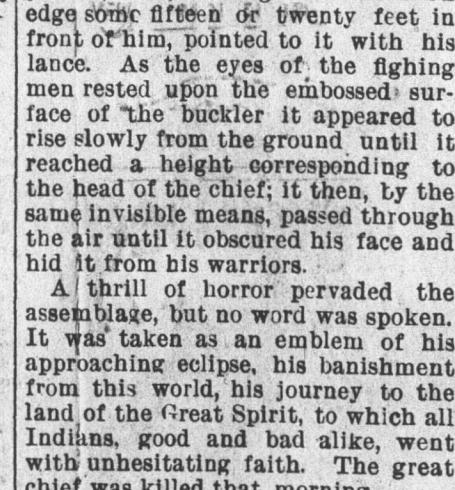 edge some fifteen or twenty feet in
front of him, pointed to it with his
lance. As the eyes of the fighing
men rested upon the embossed sur-
face of the buckler it appeared to
rise slowly from the ground until it
reached a height corresponding to
the head of the chief; it then, by the
same invisible means, passed through
the air until it obscured his face and
hid it from his warriors.
A thrill of horror pervaded the
assemblage, but no word was spoken.
It was taken as an emblem of his
approaching eclipse, his banishment
from this world, his journey to the
land of the Great Spirit, to which all
Indians, good and bad alike, went
with unhesitating faith. The great
chief was killed that morning